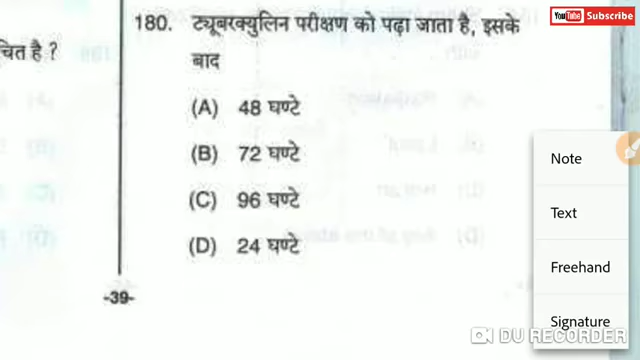 180. ट्यूबरक्युलिन परीक्षण को पढ़ा जाता है, इसके
बाद
(A) 48 घण्टे
(B) 72 घण्टे
(C) 96 घण्टे
(D) 24 घण्टे
-39-
चित है ?
YouTube Subscribe
Note
Text
Freehand
Signature
DU RECORDER